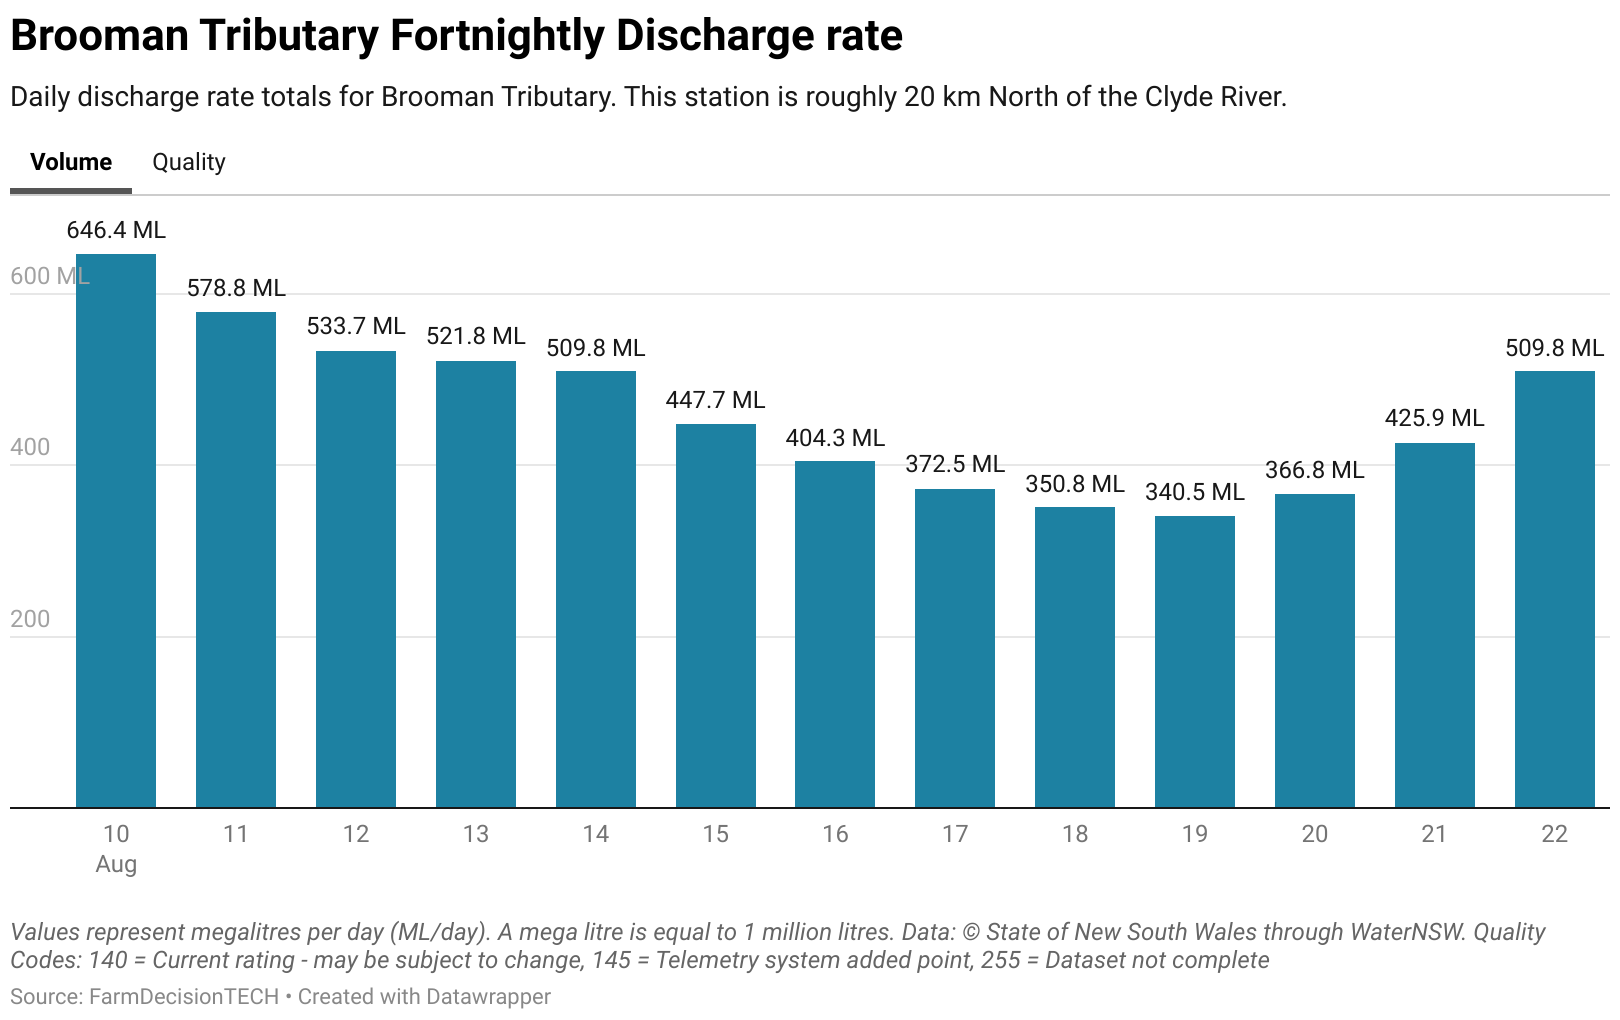 Brooman Tributary Fortnightly Discharge rate
Daily discharge rate totals for Brooman Tributary. This station is roughly 20 km North of the Clyde River.
Volume Quality
646.4 ML
600 ML
578.8 ML
533.7 ML
521.8 ML
509.8 ML
447.7 ML
404.3 ML
372.5 ML
350.8 ML
340.5 ML
366.8 ML
425.9 ML
509.8 ML
400
200
10 11 12 13 14 15 16 17 18 19 20 21 22
Aug
Values represent megalitres per day (ML/day). A mega litre is equal to 1 million litres. Data: © State of New South Wales through WaterNSW. Quality
Codes: 140 = Current rating - may be subject to change, 145 = Telemetry system added point, 255 = Dataset not complete
Source: FarmDecisionTECH • Created with Datawrapper